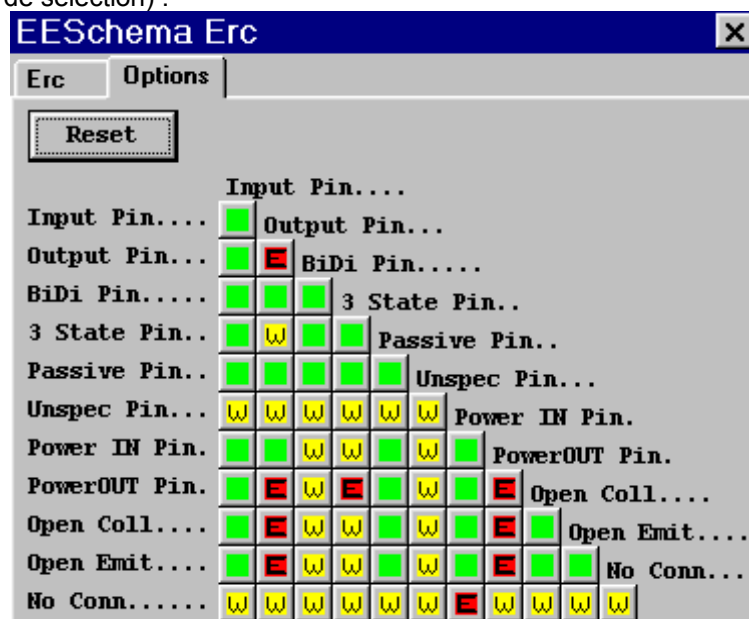 de sélection) :
EESchema Erc
Erc Options
Reset
Input Pin....
Input Pin.... Output Pin...
Output Pin... E BiDi Pin.....
BiDi Pin..... 3 State Pin..
3 State Pin.. W Passive Pin..
Passive Pin.. Unspec Pin...
Unspec Pin... W W W W W W Power IN Pin.
Power IN Pin. W W W PowerOUT Pin.
PowerOUT Pin. E W E W E Open Coll....
Open Coll.... E W W W E Open Emit....
Open Emit.... E W W W E No Conn...
No Conn...... W W W W W W E W W W W